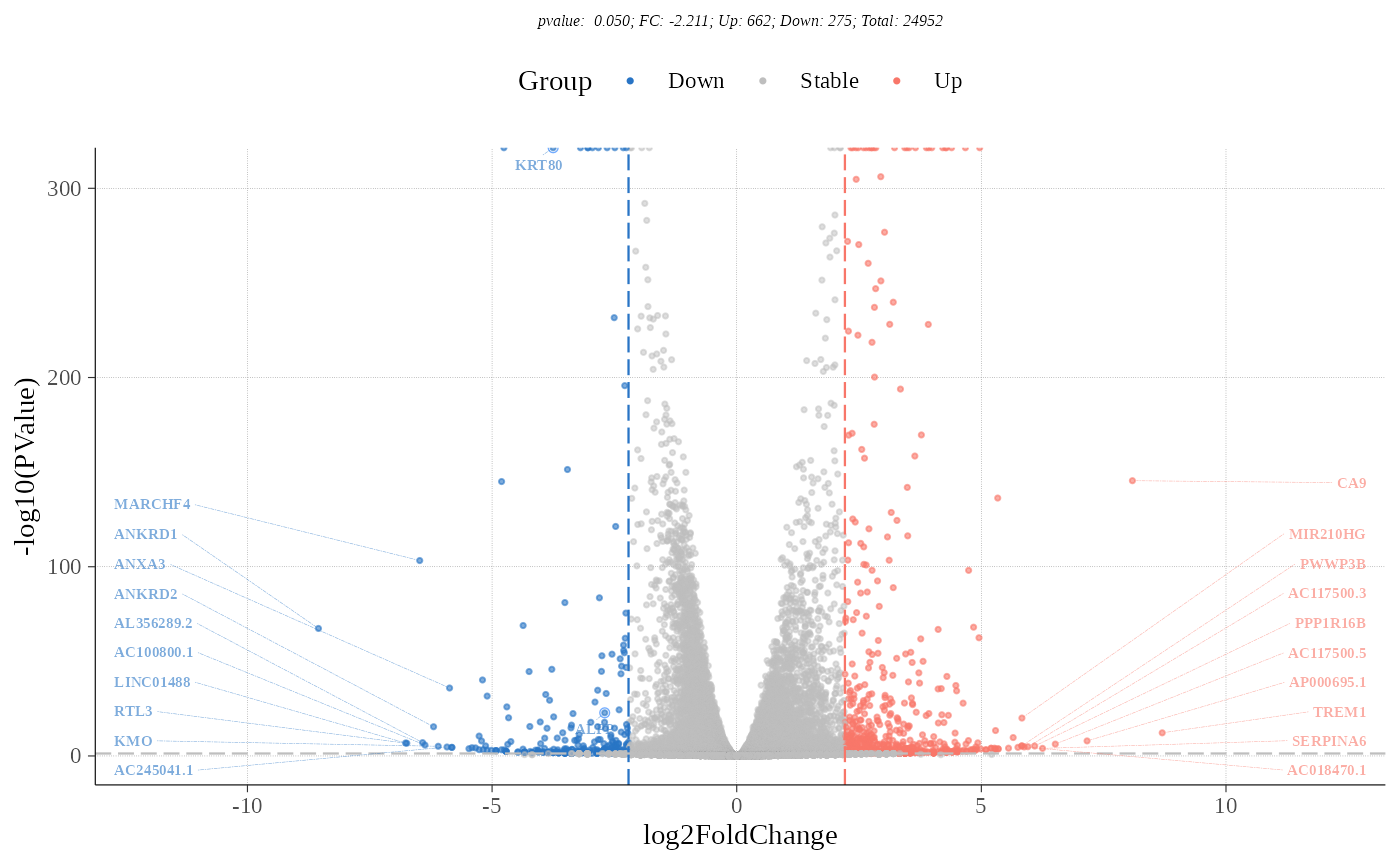 pvalue: 0.050; FC: -2.211; Up: 662; Down: 275; Total: 24952
Group Down Stable Up
KRT80
300
200
100
0
-log10(PValue)
MARCHF4
ANKRD1
ANXA3
ANKRD2
AL356289.2
AC100800.1
LINC01488
RTL3
KMO
AC245041.1
CA9
MIR210HG
PWWP3B
AC117500.3
PPP1R16B
AC117500.5
AP000695.1
TREM1
SERPINA6
AC018470.1
-10 -5 0 5 10
log2FoldChange